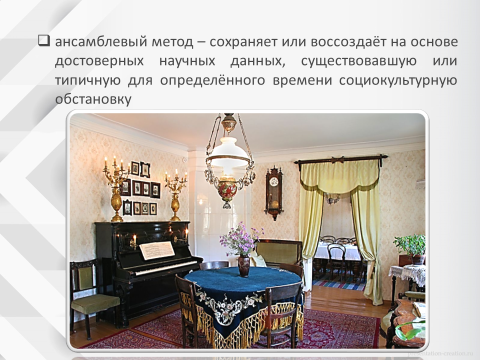 ансамблевый метод – сохраняет или воссоздаёт на основе
достоверных научных данных, существовавшую или
типичную для определённого времени социокультурную
обстановку